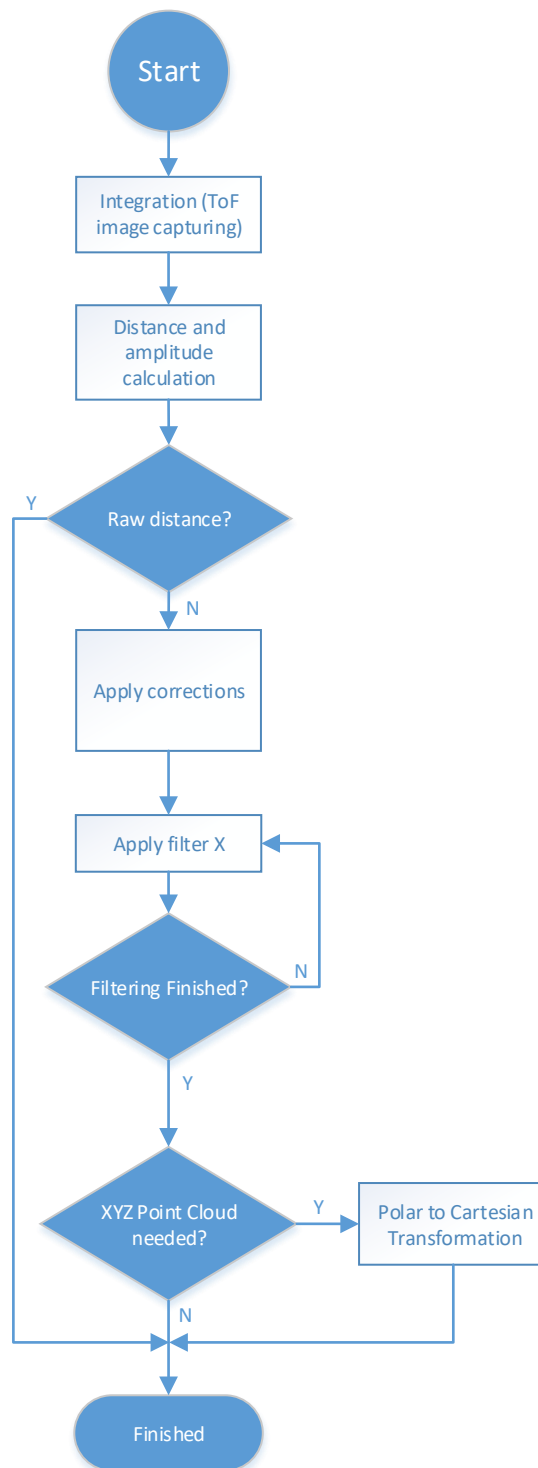 Start
Integration (ToF
image capturing)
Distance and
amplitude
calculation
Y
Raw distance?
N
Apply corrections
Apply filter X
N
Filtering Finished?
Y
XYZ Point Cloud
needed?
Y
Polar to Cartesian
Transformation
N
Finished